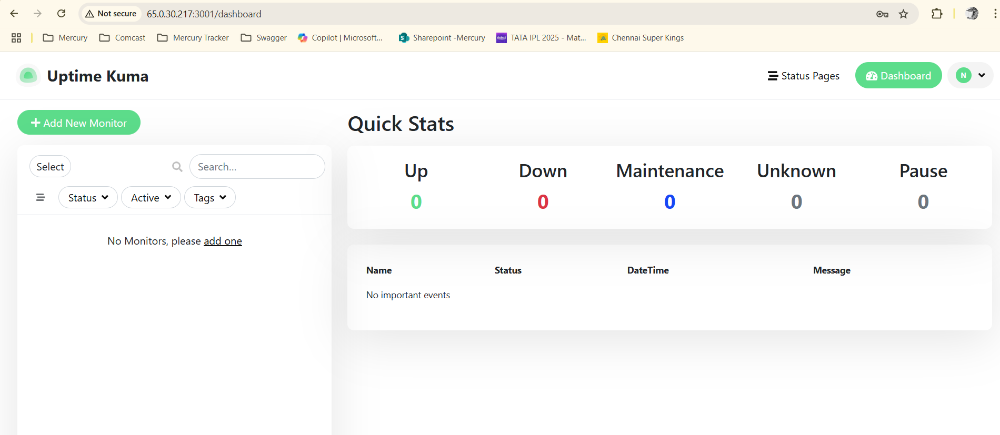 Not secure 65.0.30.217:3001/dashboard
Mercury Comcast Mercury Tracker Swagger Copilot | Microsoft... Sharepoint -Mercury TATA IPL 2025 - Mat... Chennai Super Kings
Uptime Kuma Status Pages Dashboard N
Add New Monitor
Quick Stats
Select Search...
Status Active Tags
No Monitors, please add one
Up Down Maintenance Unknown Pause
0 0 0 0 0
Name Status DateTime Message
No important events